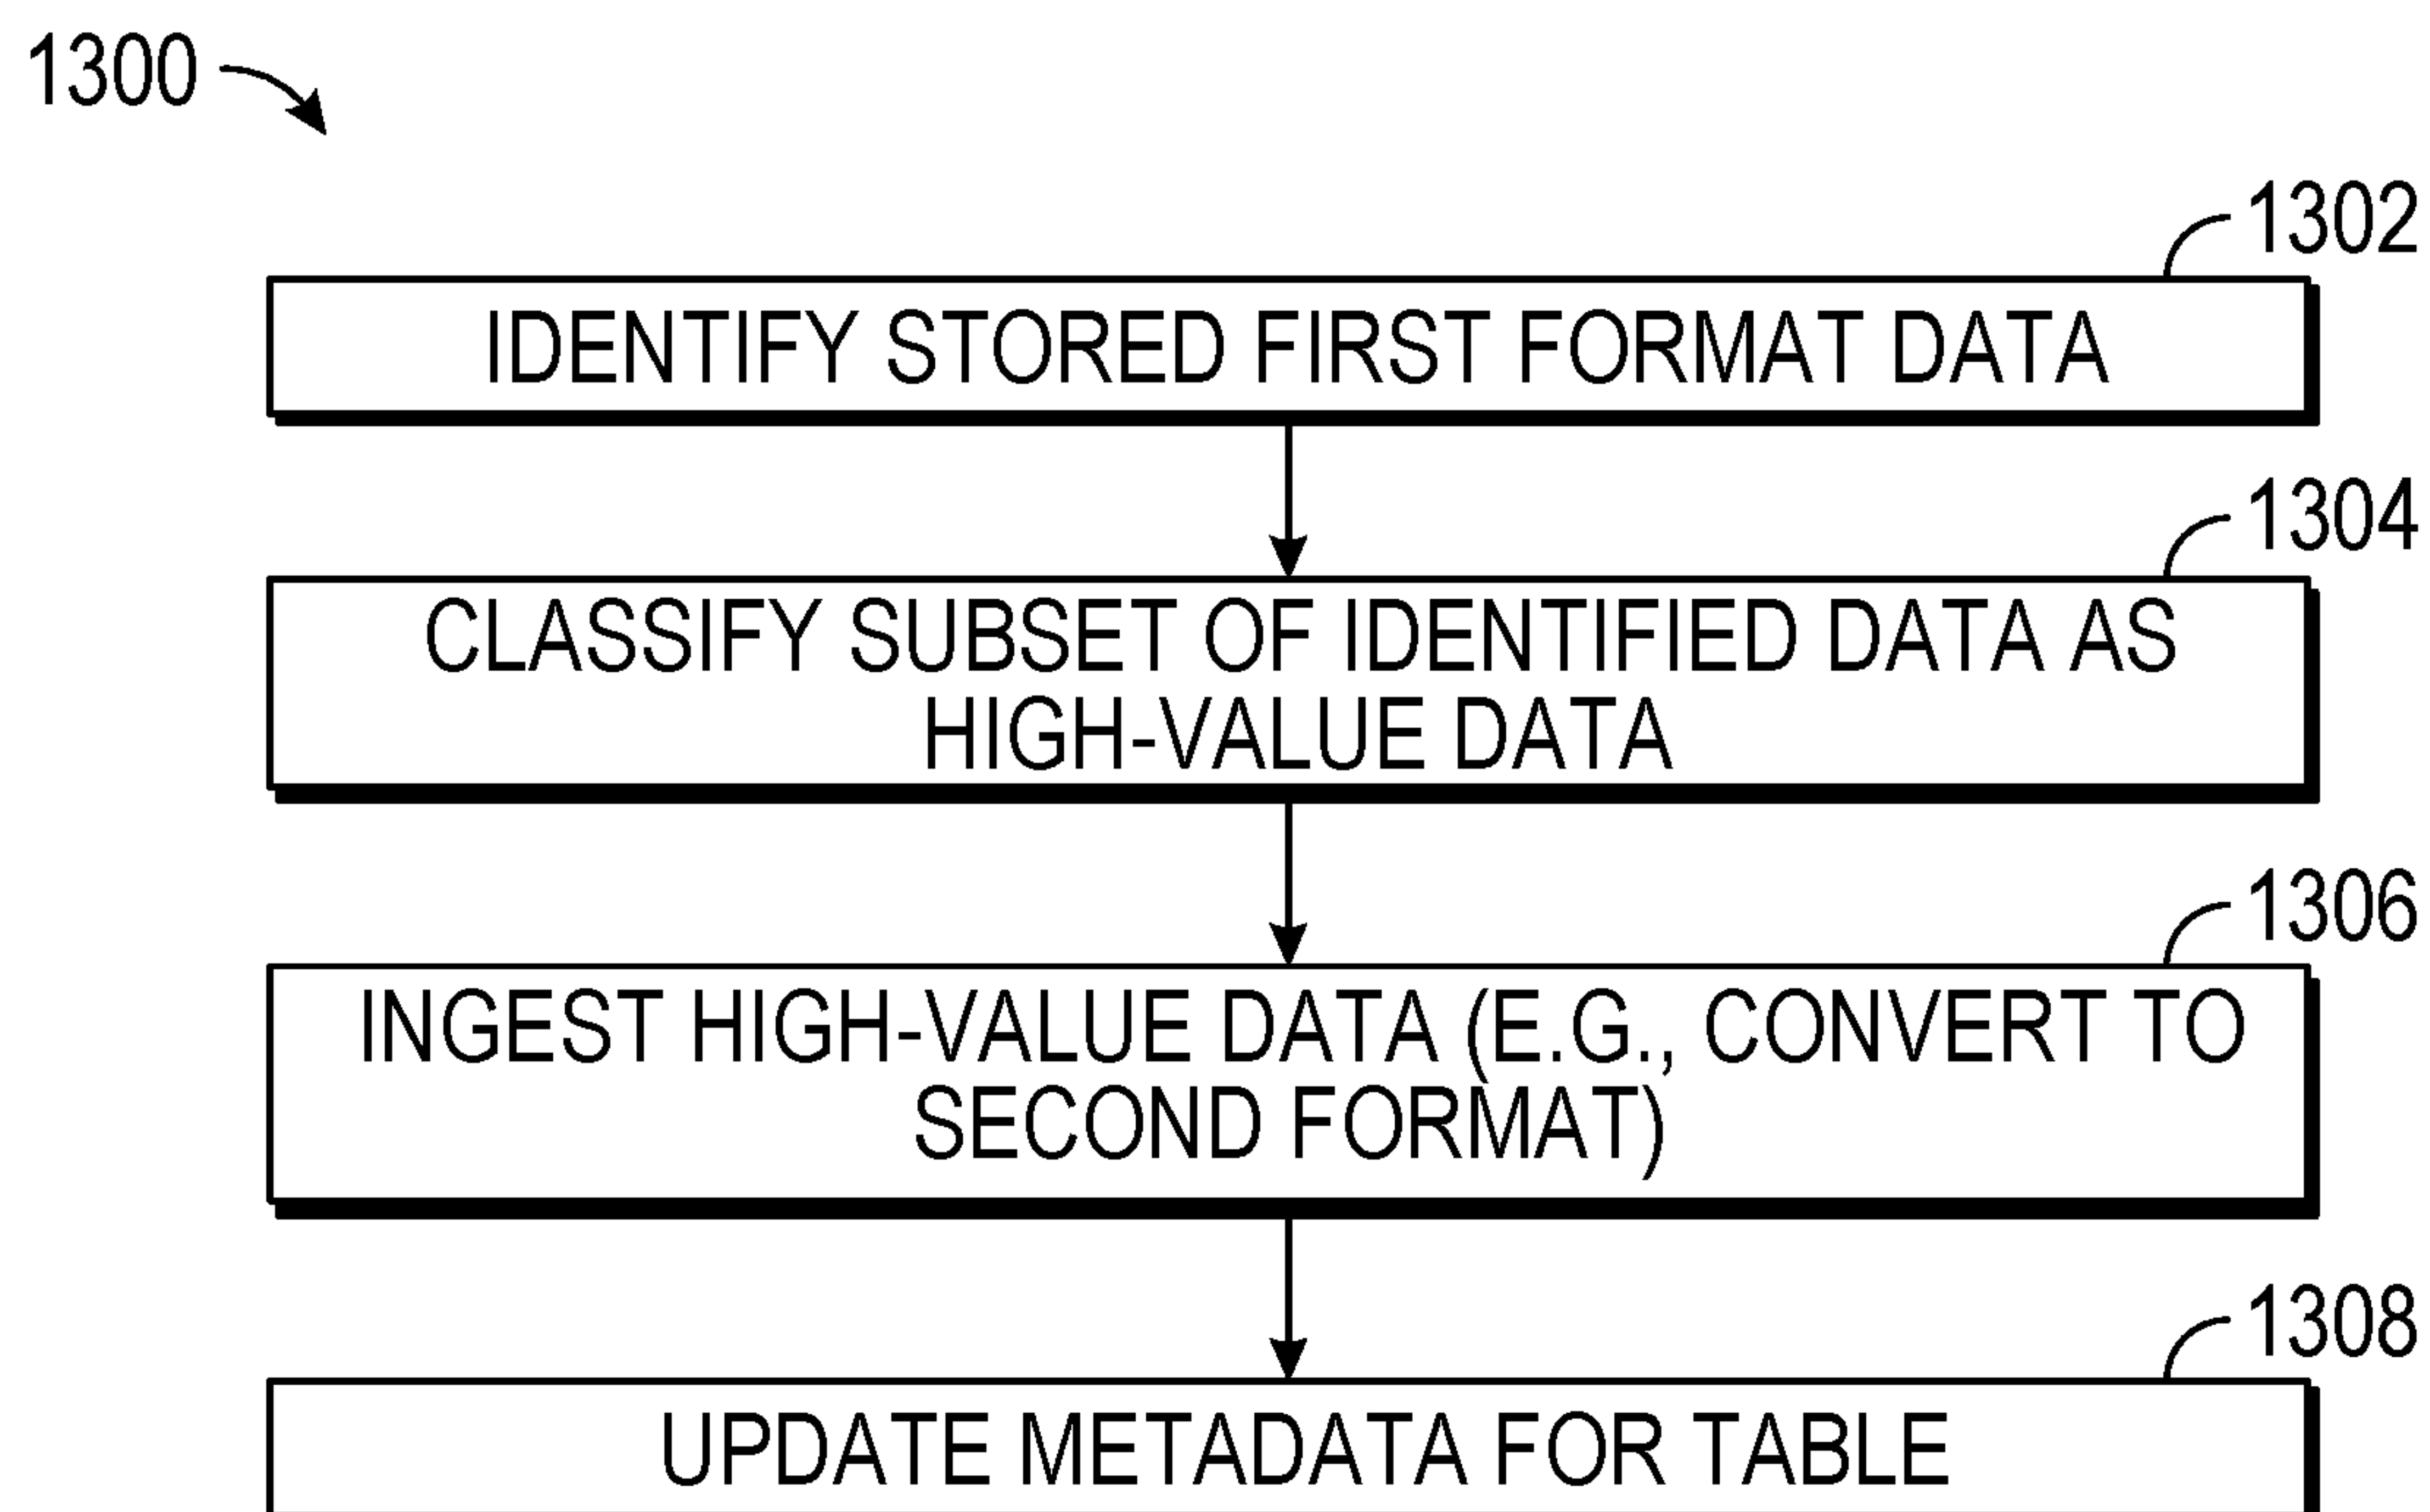 1300
1302
IDENTIFY STORED FIRST FORMAT DATA
1304
CLASSIFY SUBSET OF IDENTIFIED DATA AS
HIGH-VALUE DATA
1306
INGEST HIGH-VALUE DATA (E.G., CONVERT TO
SECOND FORMAT)
1308
UPDATE METADATA FOR TABLE